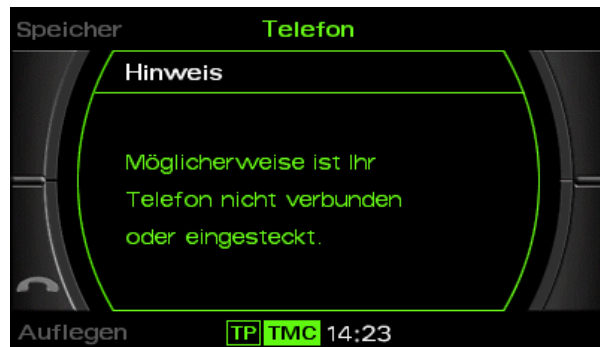 Speicher Telefon
Hinweis
Möglicherweise ist Ihr
Telefon nicht verbunden
oder eingesteckt.
Auflegen TP TMC 14:23